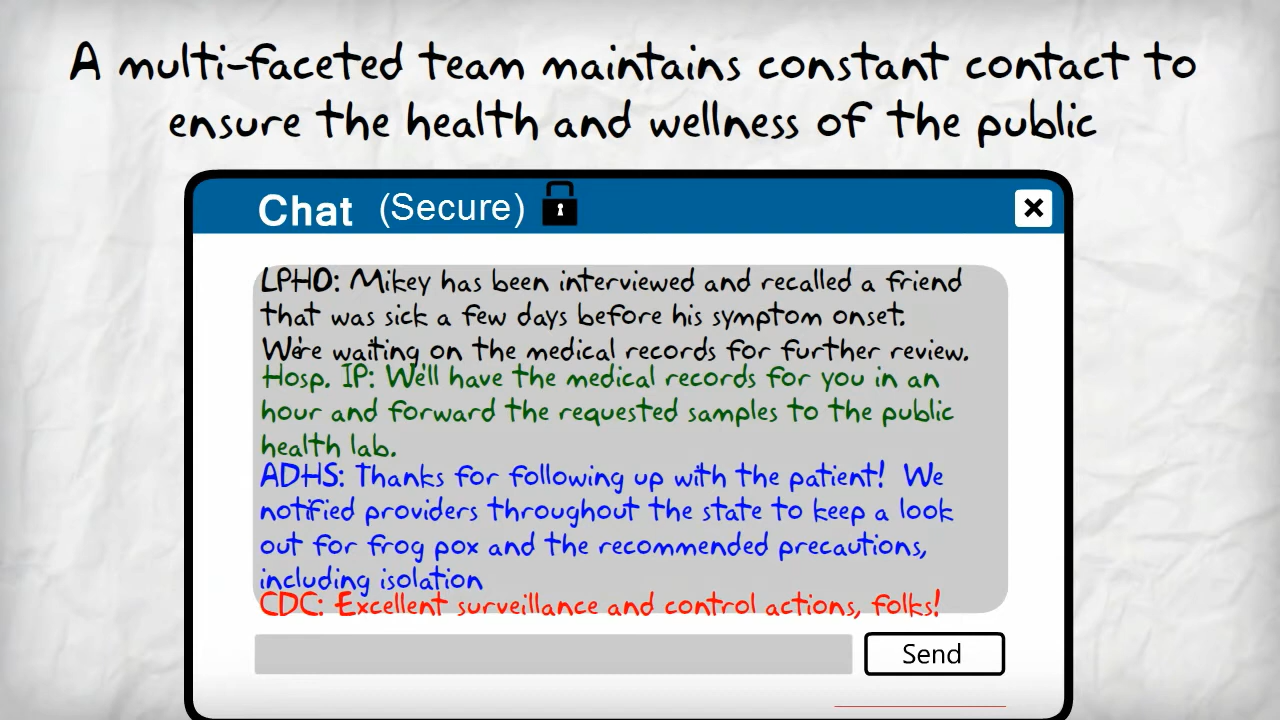 A multi-faceted team maintains constant contact to
ensure the health and wellness of the public
Chat (Secure)
LPHO: Mikey has been interviewed and recalled a friend
that was sick a few days before his symptom onset.
We're waiting on the medical records for further review.
Hosp. IP: We'll have the medical records for you in an
hour and forward the requested samples to the public
health lab.
ADHS: Thanks for following up with the patient! We
notified providers throughout the state to keep a look
out for frog pox and the recommended precautions,
including isolation
CDC: Excellent surveillance and control actions, folks!
Send